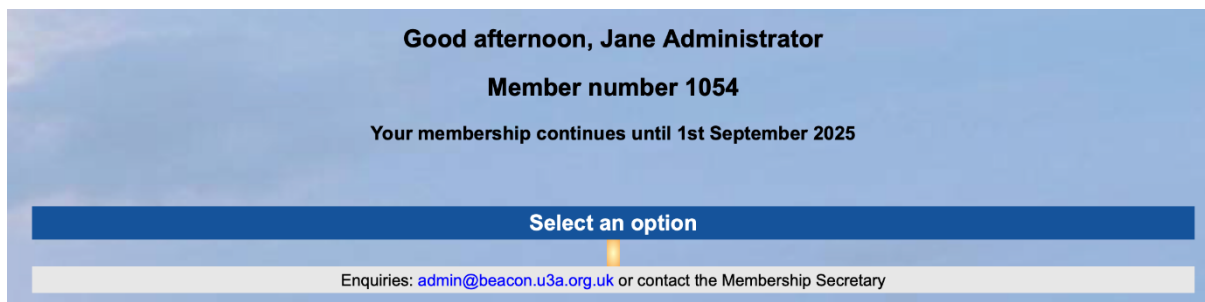 Good afternoon, Jane Administrator
Member number 1054
Your membership continues until 1st September 2025
Select an option
Enquiries: admin@beacon.u3a.org.uk or contact the Membership Secretary